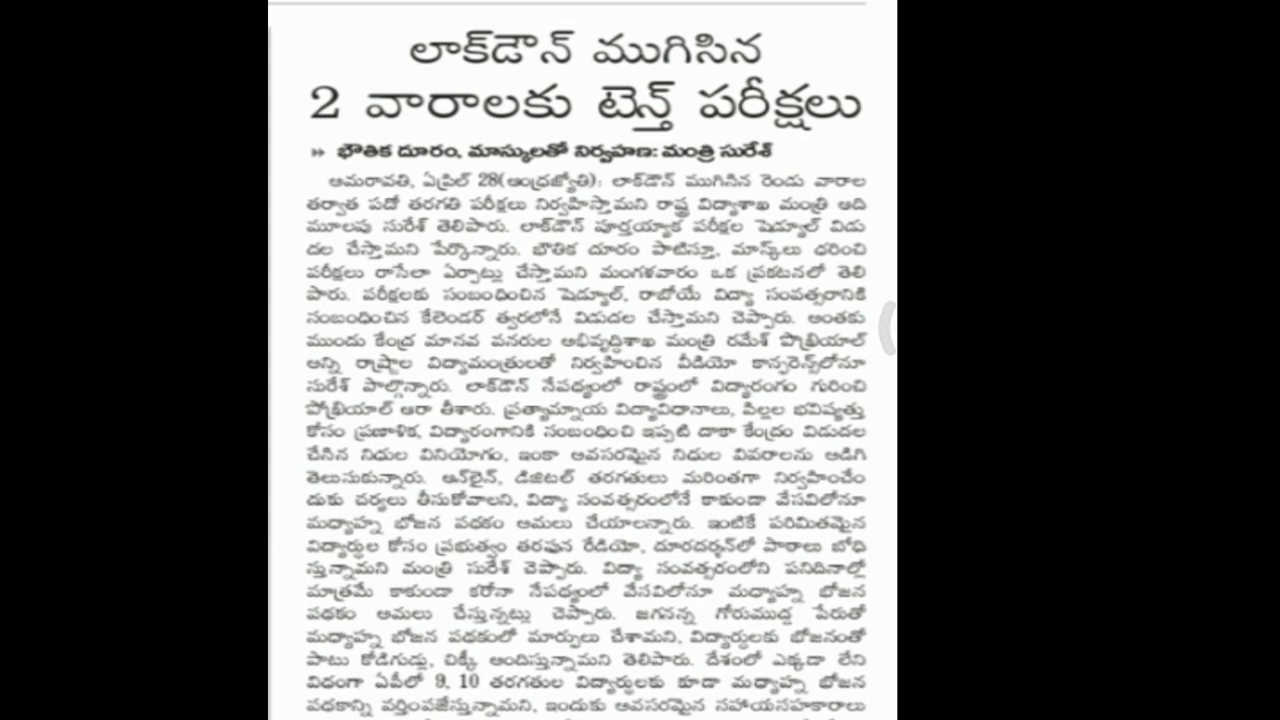 లాక్‌డౌన్ ముగిసిన
2 వారాలకు టెన్త్ పరీక్షలు
›› భౌతిక దూరం, మాస్కులతో నిర్వహణ: మంత్రి సురేశ్
అమరావతి, ఏప్రిల్ 28(ఆంధ్రజ్యోతి): లాక్‌డౌన్ ముగిసిన రెండు వారాల
తర్వాత పదో తరగతి పరీక్షలు నిర్వహిస్తామని రాష్ట్ర విద్యాశాఖ మంత్రి ఆది
మూలపు సురేశ్ తెలిపారు. లాక్‌డౌన్ పూర్తయ్యాక పరీక్షల షెడ్యూల్ విడు
దల చేస్తామని పేర్కొన్నారు. భౌతిక దూరం పాటిస్తూ, మాస్క్‌లు ధరించి
పరీక్షలు రాసేలా ఏర్పాట్లు చేస్తామని మంగళవారం ఒక ప్రకటనలో తెలి
పారు. పరీక్షలకు సంబంధించిన షెడ్యూల్, రాబోయే విద్యా సంవత్సరానికి
సంబంధించిన కేలెండర్ త్వరలోనే విడుదల చేస్తామని చెప్పారు. అంతకు
ముందు కేంద్ర మానవ వనరుల అభివృద్ధిశాఖ మంత్రి రమేశ్ పొఖ్రియాల్
అన్ని రాష్ట్రాల విద్యామంత్రులతో నిర్వహించిన వీడియో కాన్ఫరెన్స్‌లోనూ
సురేశ్ పాల్గొన్నారు. లాక్‌డౌన్ నేపథ్యంలో రాష్ట్రంలో విద్యారంగం గురించి
పోఖ్రియాల్ ఆరా తీశారు. ప్రత్యామ్నాయ విద్యావిధానాలు, పిల్లల భవిష్యత్తు
కోసం ప్రణాళిక, విద్యారంగానికి సంబంధించి ఇప్పటి దాకా కేంద్రం విడుదల
చేసిన నిధుల వినియోగం, ఇంకా అవసరమైన నిధుల వివరాలను అడిగి
తెలుసుకున్నారు. ఆన్‌లైన్, డిజిటల్ తరగతులు మరింతగా నిర్వహించేం
దుకు చర్యలు తీసుకోవాలని, విద్యా సంవత్సరంలోనే కాకుండా వేసవిలోనూ
మధ్యాహ్న భోజన పథకం అమలు చేయాలన్నారు. ఇంటికే పరిమితమైన
విద్యార్థుల కోసం ప్రభుత్వం తరఫున రేడియో, దూరదర్శన్‌లో పాఠాలు బోధి
స్తున్నామని మంత్రి సురేశ్ చెప్పారు. విద్యా సంవత్సరంలోని పనిదినాల్లో
మాత్రమే కాకుండా కరోనా నేపథ్యంలో వేసవిలోనూ మధ్యాహ్న భోజన
పథకం అమలు చేస్తున్నట్లు చెప్పారు. జగనన్న గోరుముద్ద పేరుతో
మధ్యాహ్న భోజన పథకంలో మార్పులు చేశామని, విద్యార్థులకు భోజనంతో
పాటు కోడిగుడ్లు, చిక్కీ అందిస్తున్నామని తెలిపారు. దేశంలో ఎక్కడా లేని
విధంగా ఏపీలో 9, 10 తరగతుల విద్యార్థులకు కూడా మధ్యాహ్న భోజన
పథకాన్ని వర్తింపజేస్తున్నామని, ఇందుకు అవసరమైన సహాయసహకారాలు